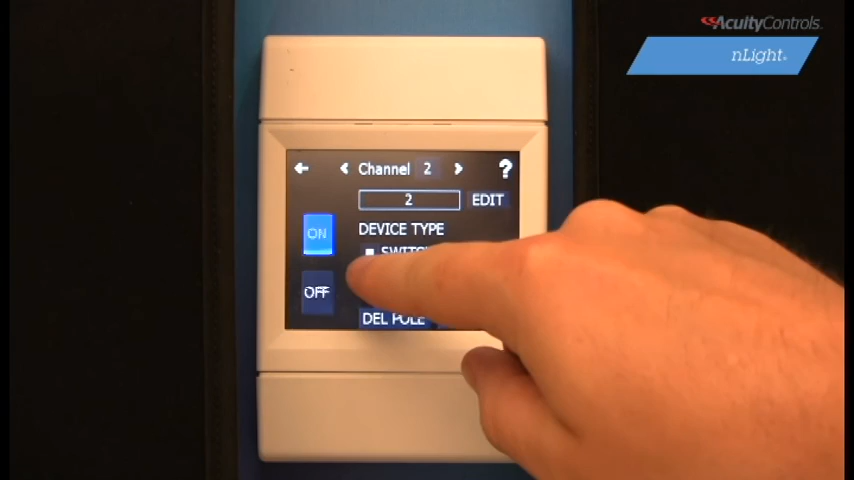 AcuityControls.
nLight
Channel 2
?
2
EDIT
DEVICE TYPE
ON
OFF
DEL POLE